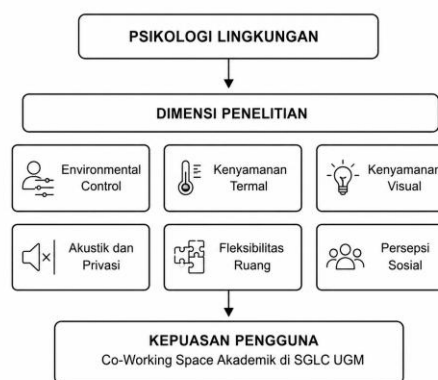 PSIKOLOGI LINGKUNGAN
DIMENSI PENELITIAN
Environmental
Control
Kenyamanan
Termal
Kenyamanan
Visual
Akustik dan
Privasi
Fleksibilitas
Ruang
Persepsi
Sosial
KEPUASAN PENGGUNA
Co-Working Space Akademik di SGLC UGM